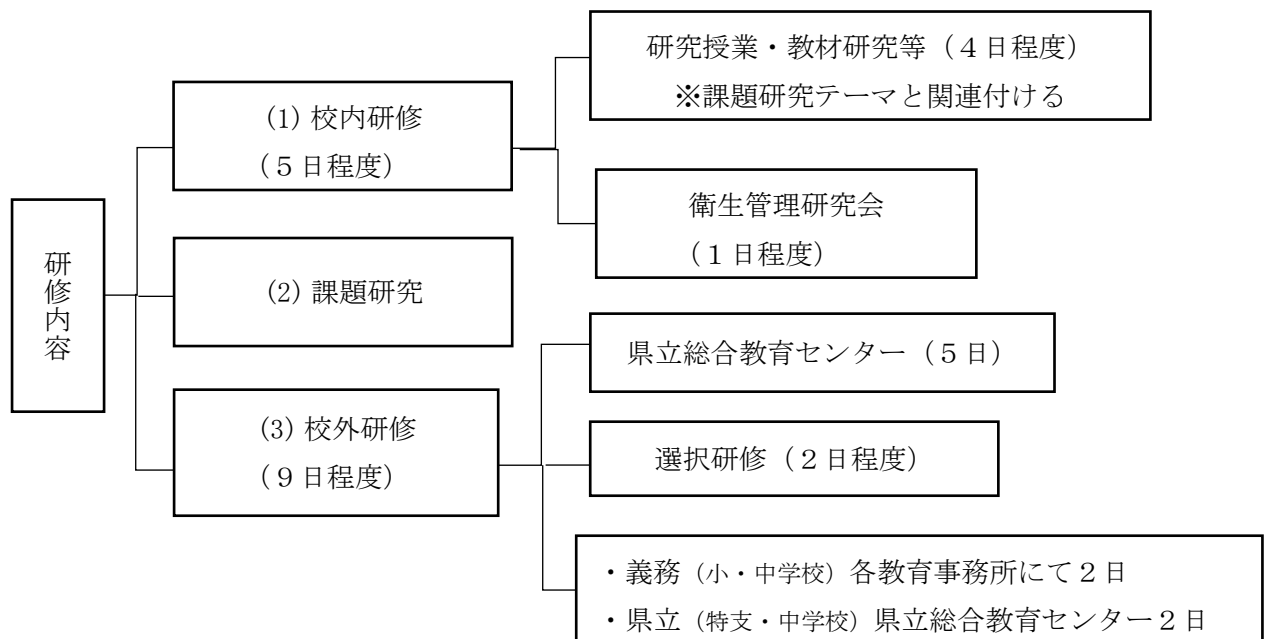 研修内容
(1) 校内研修
（５日程度）
研究授業・教材研究等（４日程度）
※課題研究テーマと関連付ける
衛生管理研究会
（１日程度）
(2) 課題研究
(3) 校外研修
（９日程度）
県立総合教育センター（５日）
選択研修（２日程度）
・義務（小・中学校）各教育事務所にて２日
・県立（特支・中学校）県立総合教育センター２日